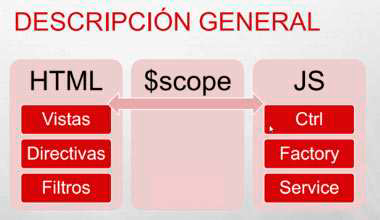 DESCRIPCIÓN GENERAL
HTML
Vistas
Directivas
Filtros
$scope
JS
Ctrl
Factory
Service